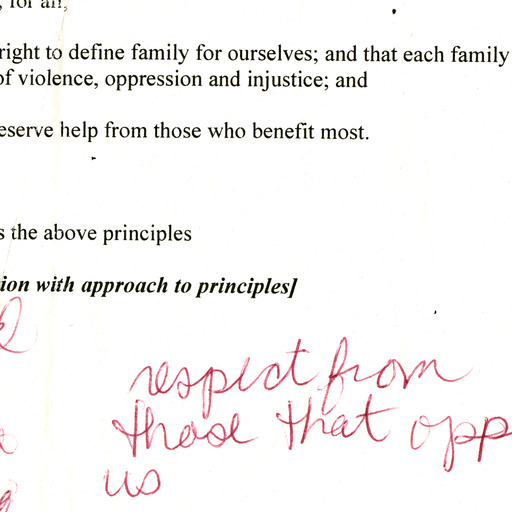 , for all,
right to define family for ourselves; and that each family
of violence, oppression and injustice; and
eserve help from those who benefit most.
s the above principles
ion with approach to principles]
respect from
those that opp
us